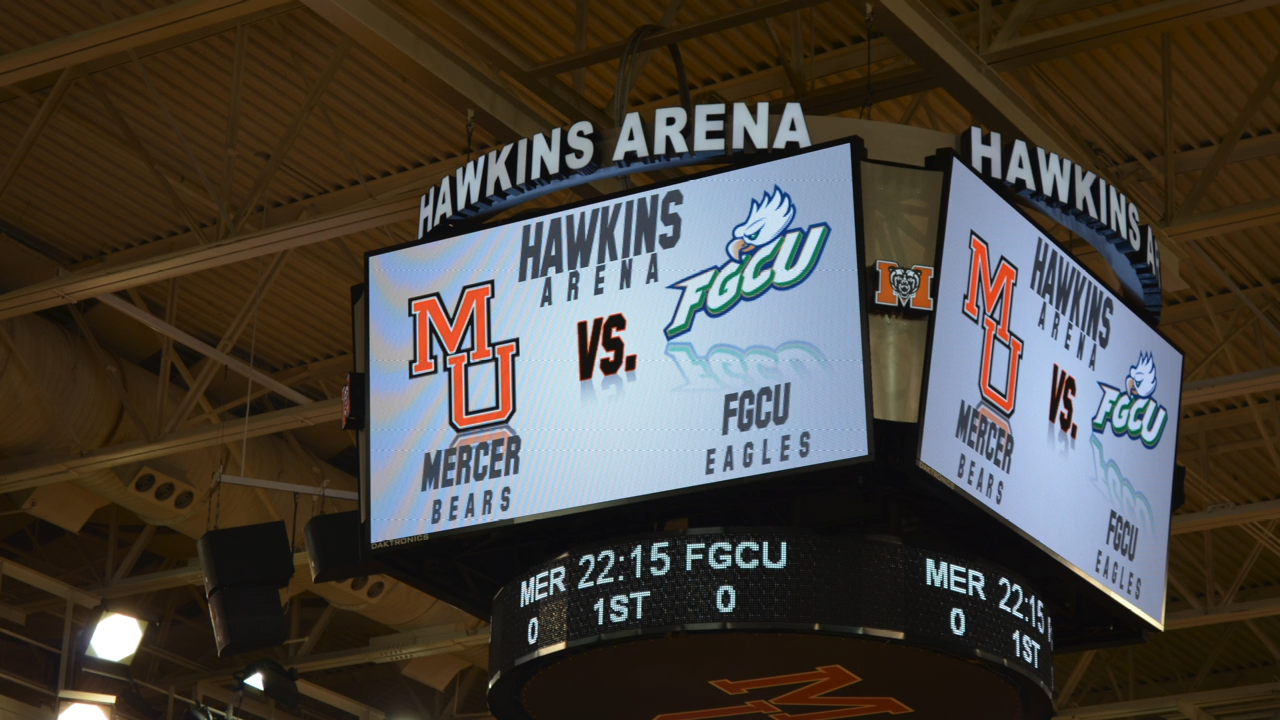 HAWKINS ARENA
HAWKINS
ARENA
MU
VS.
FGCU
MERCER
BEARS
FGCU
EAGLES
DAKTRONICS
MER 22:15 FGCU
0 1ST 0
M
HAWKINS A
HAWKINS
ARENA
MU
VS.
FGCU
MERCER
BEARS
FGCU
EAGLES
MER 22:15
0 1ST
M